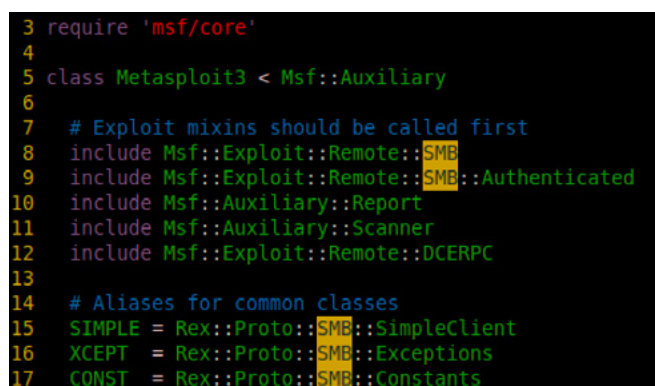 3 require 'msf/core'
4
5 class Metasploit3 < Msf::Auxiliary
6
7   # Exploit mixins should be called first
8   include Msf::Exploit::Remote::SMB
9   include Msf::Exploit::Remote::SMB::Authenticated
10   include Msf::Auxiliary::Report
11   include Msf::Auxiliary::Scanner
12   include Msf::Exploit::Remote::DCERPC
13
14   # Aliases for common classes
15   SIMPLE = Rex::Proto::SMB::SimpleClient
16   XCEPT  = Rex::Proto::SMB::Exceptions
17   CONST  = Rex::Proto::SMB::Constants